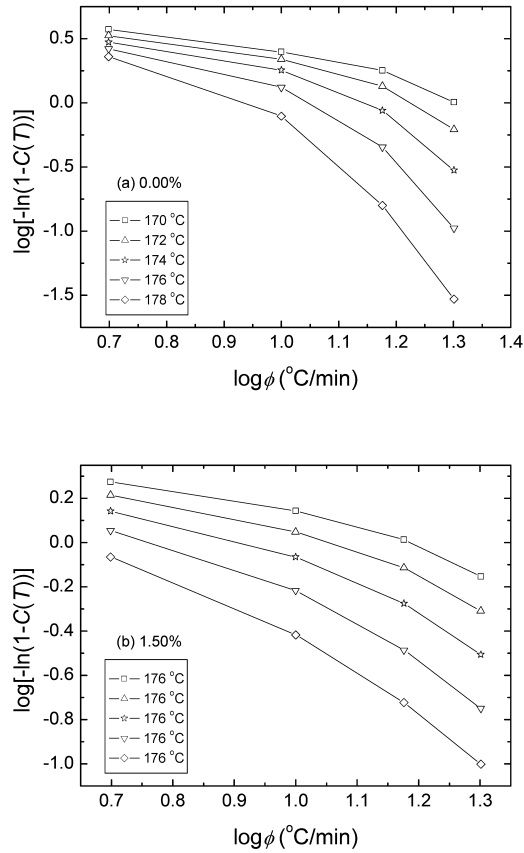 0.5
0.0
-0.5
-1.0
-1.5
log[-ln(1-C(T))]
(a) 0.00%
170 °C
172 °C
174 °C
176 °C
178 °C
0.7 0.8 0.9 1.0 1.1 1.2 1.3 1.4
logϕ (°C/min)
0.2
0.0
-0.2
-0.4
-0.6
-0.8
-1.0
log[-ln(1-C(T))]
(b) 1.50%
176 °C
176 °C
176 °C
176 °C
176 °C
0.7 0.8 0.9 1.0 1.1 1.2 1.3
logϕ (°C/min)